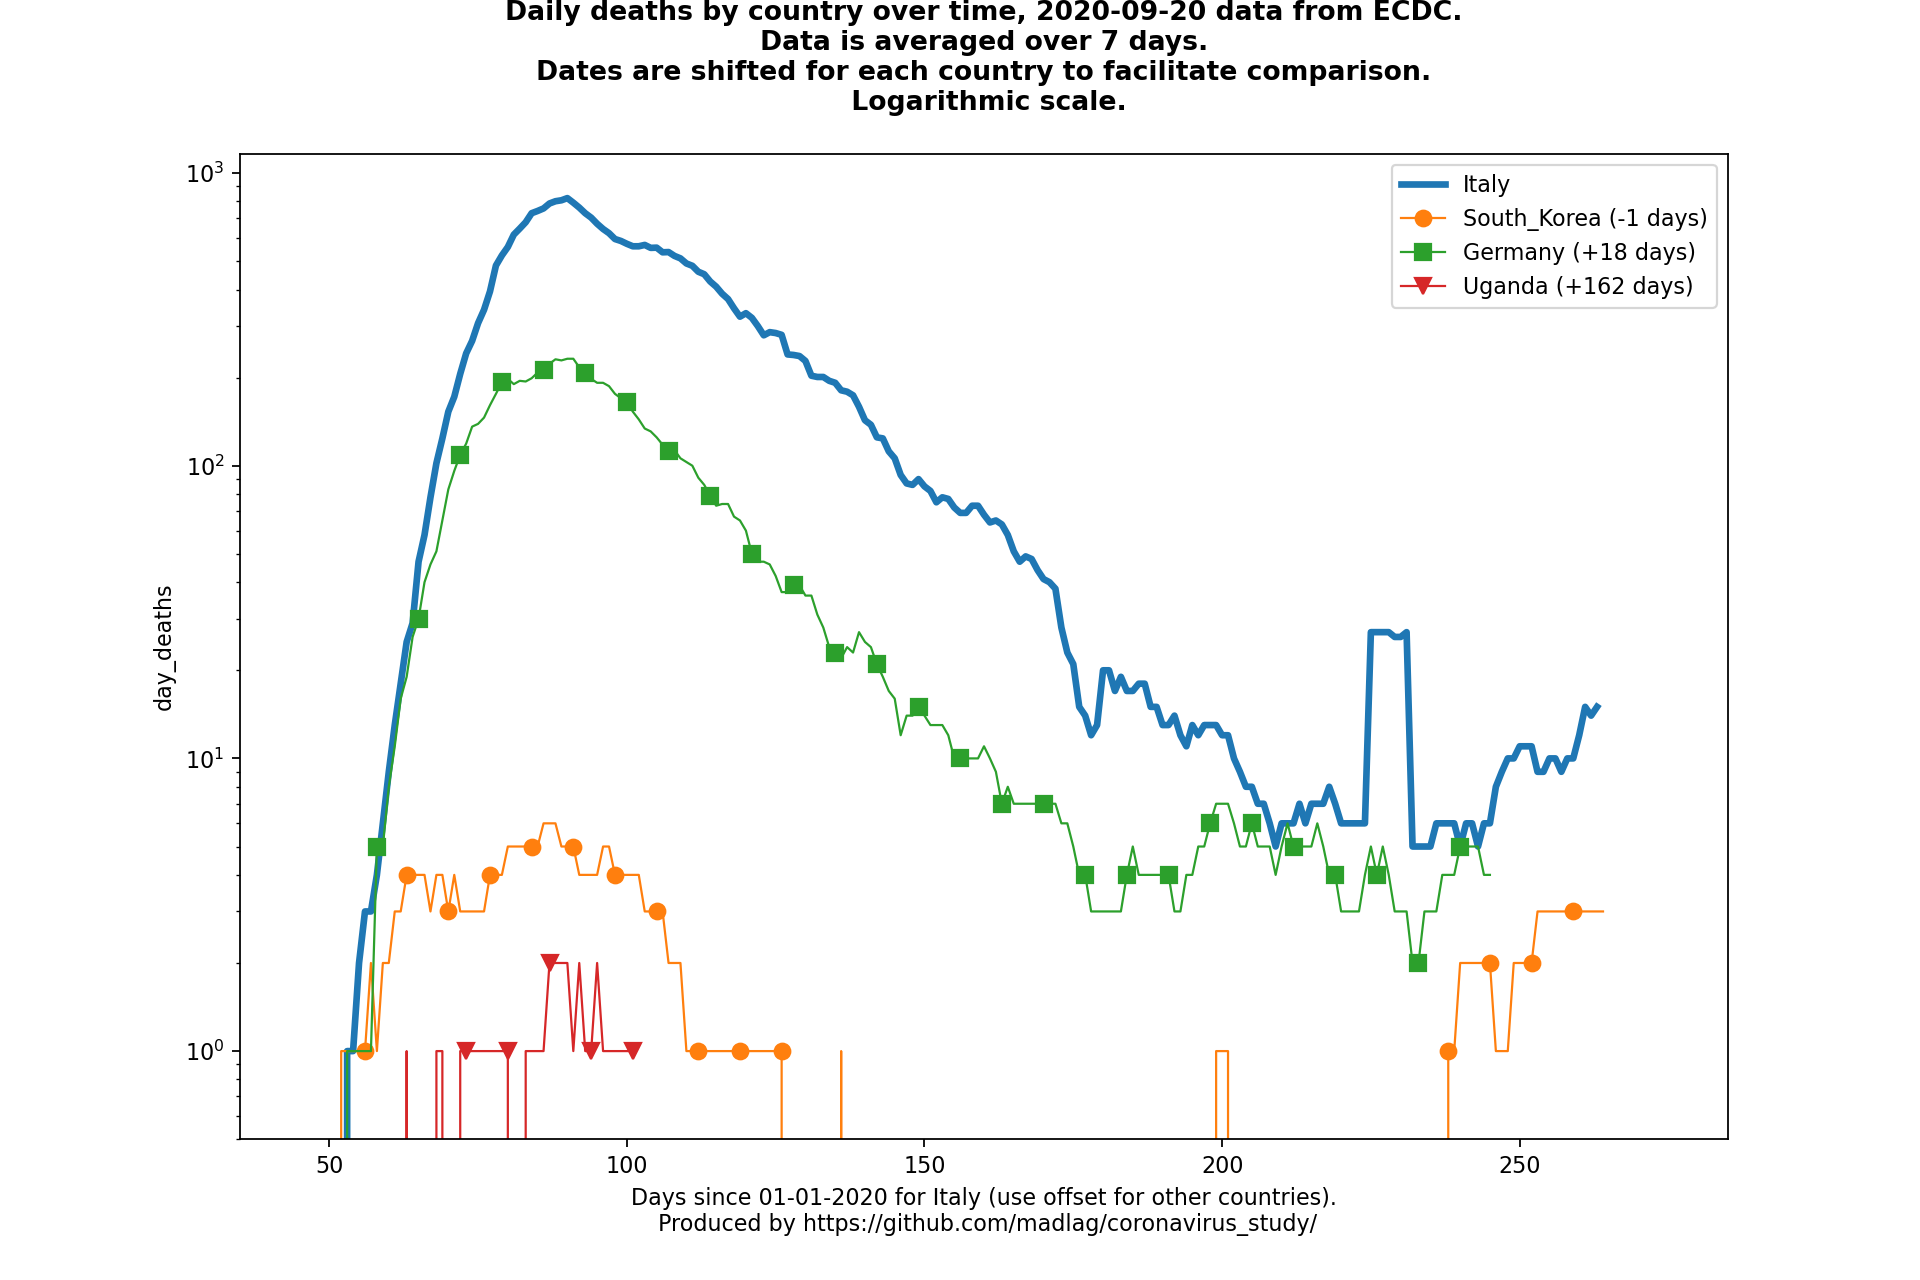 Daily deaths by country over time, 2020-09-20 data from ECDC.
Data is averaged over 7 days.
Dates are shifted for each country to facilitate comparison.
Logarithmic scale.
10³
10²
10¹
10⁰
day_deaths
Italy
South_Korea (-1 days)
Germany (+18 days)
Uganda (+162 days)
50 100 150 200 250
Days since 01-01-2020 for Italy (use offset for other countries).
Produced by https://github.com/madlag/coronavirus_study/